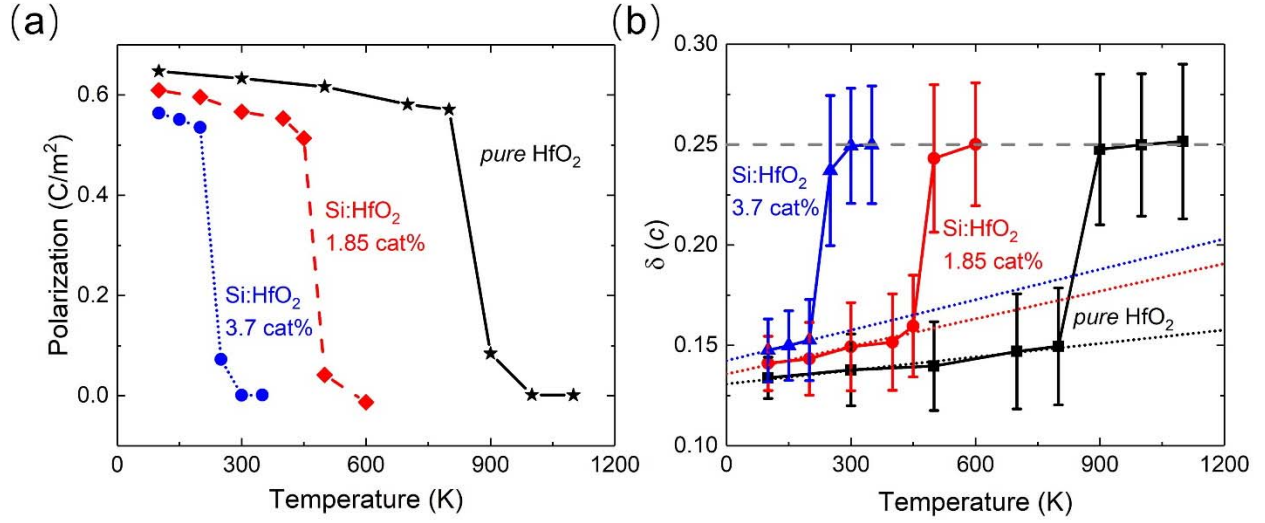 (a)
Polarization (C/m²)
0.6
0.4
0.2
0.0
pure HfO₂
Si:HfO₂
1.85 cat%
Si:HfO₂
3.7 cat%
0 300 600 900 1200
Temperature (K)
(b)
δ (c)
0.30
0.25
0.20
0.15
0.10
Si:HfO₂
3.7 cat%
Si:HfO₂
1.85 cat%
pure HfO₂
0 300 600 900 1200
Temperature (K)